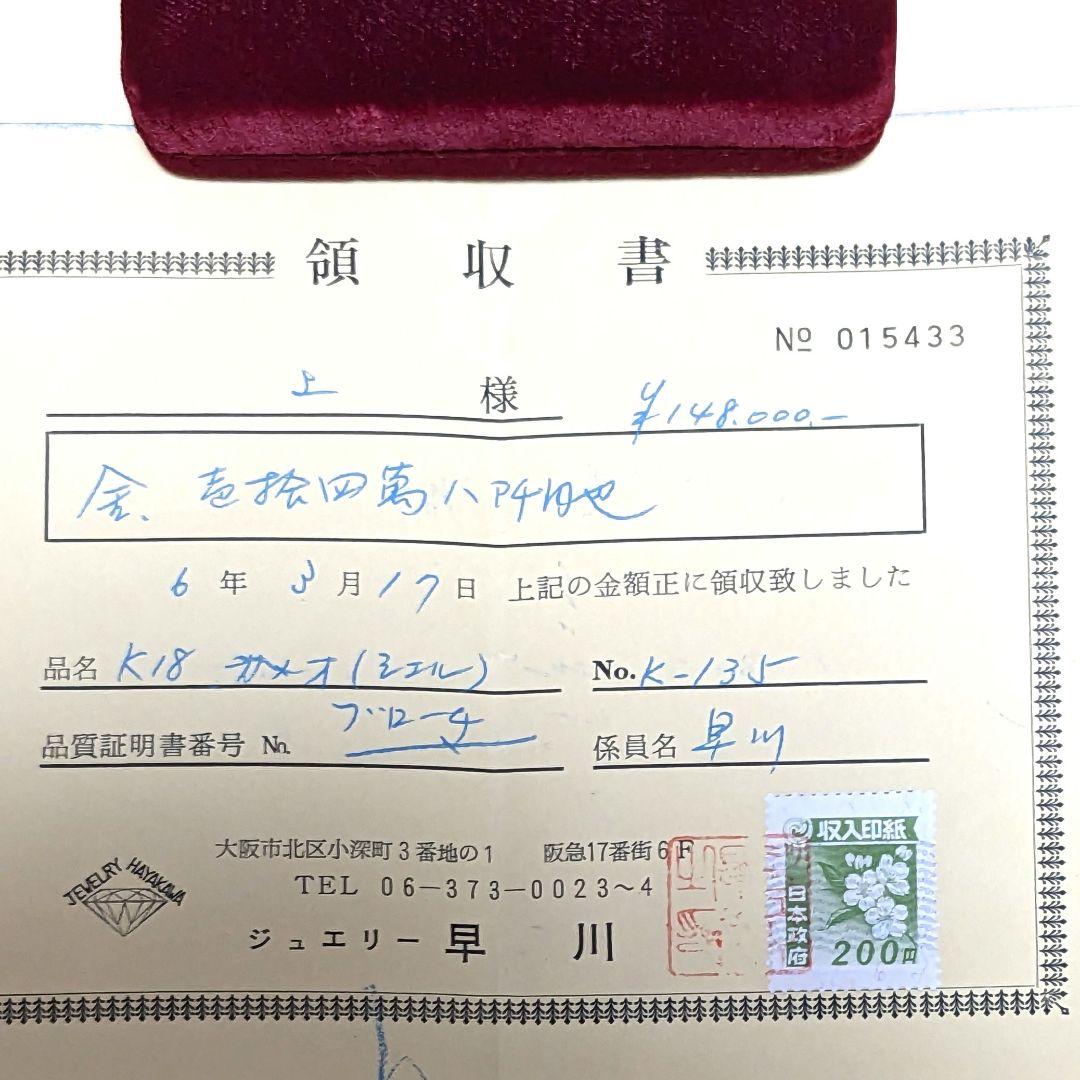 領収書
No 015433
上 様 ¥148.000.-
金、壱拾四萬八阡円也
6年3月17日 上記の金額正に領収致しました
品名 K18 カメオ(シエル) No. K-135
ブローチ
品質証明書番号 No. 係員名 早川
大阪市北区小深町3番地の1 阪急17番街6F
TEL 06-373-0023~4
JEVELRY HAYAKAWA
ジュエリー 早川
収入印紙
日本政府
200円